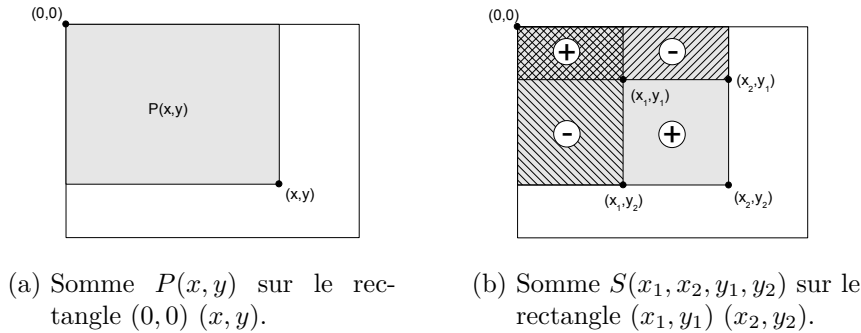 (0,0)
P(x,y)
(x,y)
(a) Somme P(x, y) sur le rec-
tangle (0, 0) (x, y).
(0,0)
+
-
(x₁,y₁)
(x₂,y₁)
-
+
(x₁,y₂)
(x₂,y₂)
(b) Somme S(x₁, x₂, y₁, y₂) sur le
rectangle (x₁, y₁) (x₂, y₂).